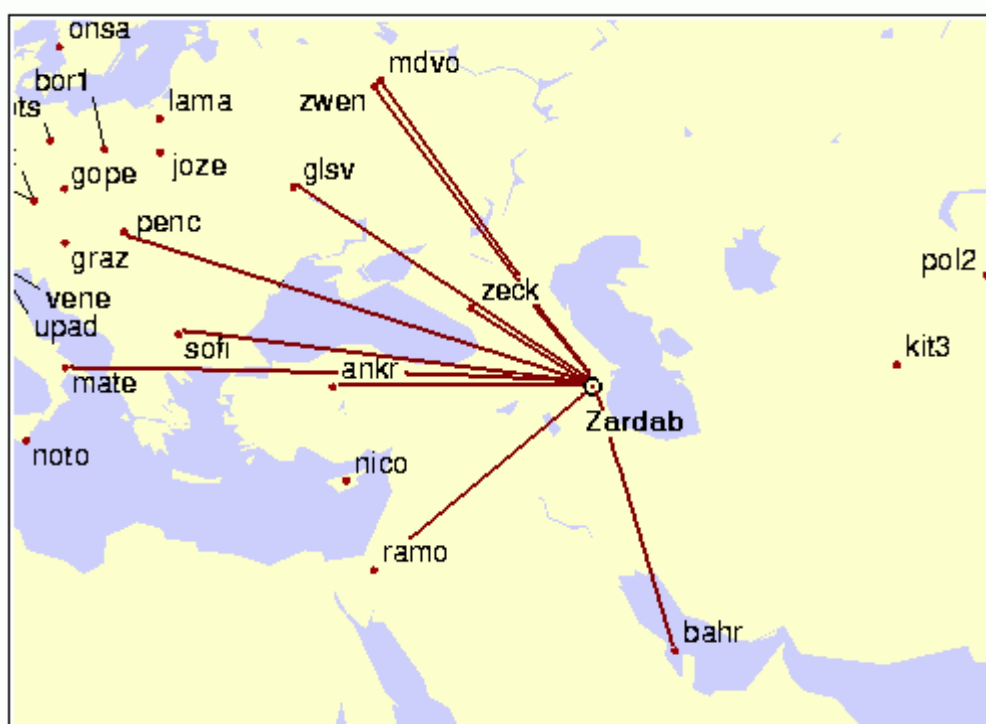 onsa
mdvo
bor1
zwen
lama
its
joze
glsv
gope
penc
graz
zeck
pol2
vene
upad
sofi
ankr
kit3
mate
Zardab
noto
nico
ramo
bahr